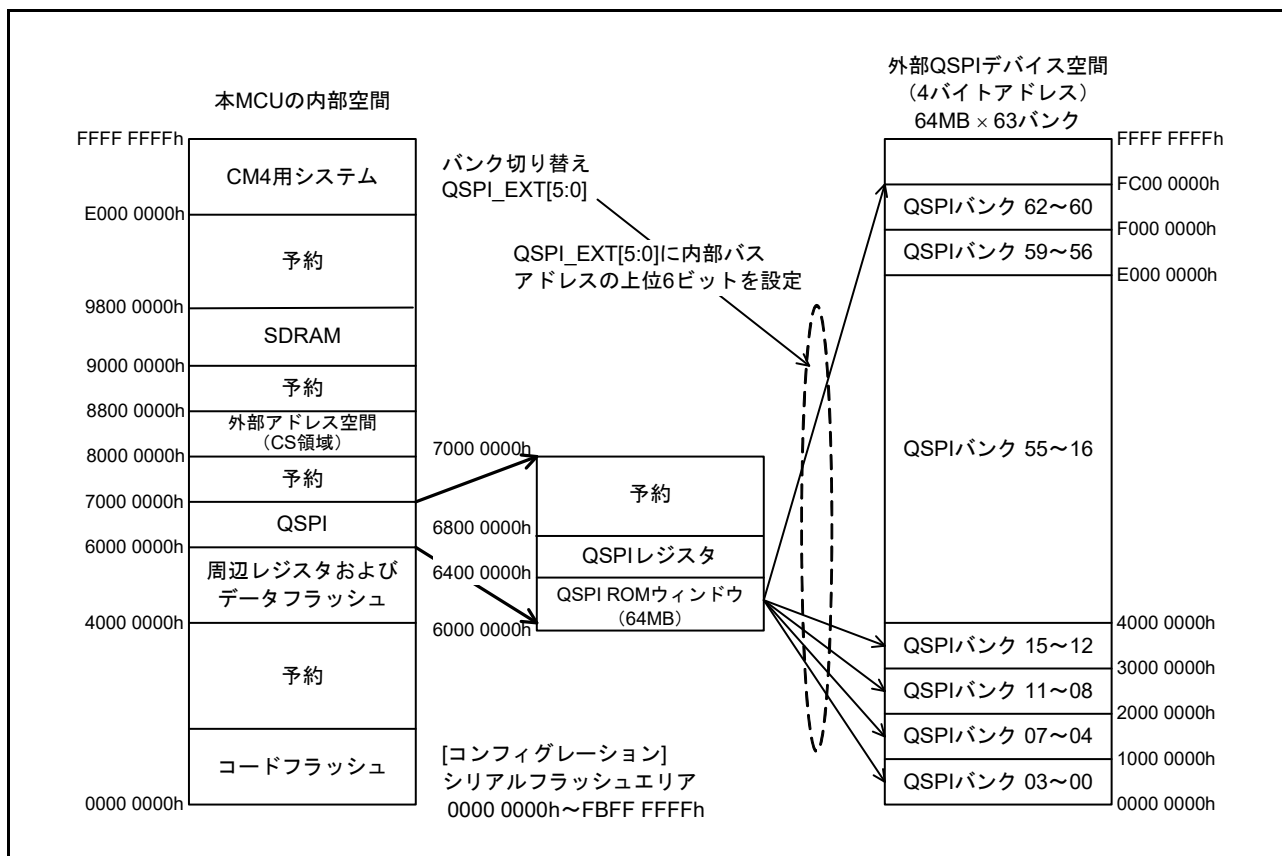 本MCUの内部空間
FFFF FFFFh
CM4用システム
E000 0000h
予約
9800 0000h
SDRAM
9000 0000h
予約
8800 0000h
外部アドレス空間
（CS領域）
8000 0000h
予約
7000 0000h
QSPI
6000 0000h
周辺レジスタおよび
データフラッシュ
4000 0000h
予約
コードフラッシュ
0000 0000h
バンク切り替え
QSPI_EXT[5:0]
QSPI_EXT[5:0]に内部バス
アドレスの上位6ビットを設定
7000 0000h
予約
6800 0000h
QSPIレジスタ
6400 0000h
QSPI ROMウィンドウ
（64MB）
6000 0000h
[コンフィグレーション]
シリアルフラッシュエリア
0000 0000h～FBFF FFFFh
外部QSPIデバイス空間
（4バイトアドレス）
64MB × 63バンク
FFFF FFFFh
FC00 0000h
QSPIバンク 62～60
F000 0000h
QSPIバンク 59～56
E000 0000h
QSPIバンク 55～16
4000 0000h
QSPIバンク 15～12
3000 0000h
QSPIバンク 11～08
2000 0000h
QSPIバンク 07～04
1000 0000h
QSPIバンク 03～00
0000 0000h